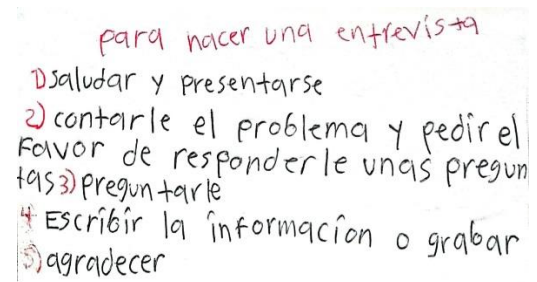 para hacer una entrevista
1) saludar y presentarse
2) contarle el problema y pedir el
Favor de responderle unas pregun
tas 3) preguntarle
4 Escribir la informacion o grabar
5) agradecer